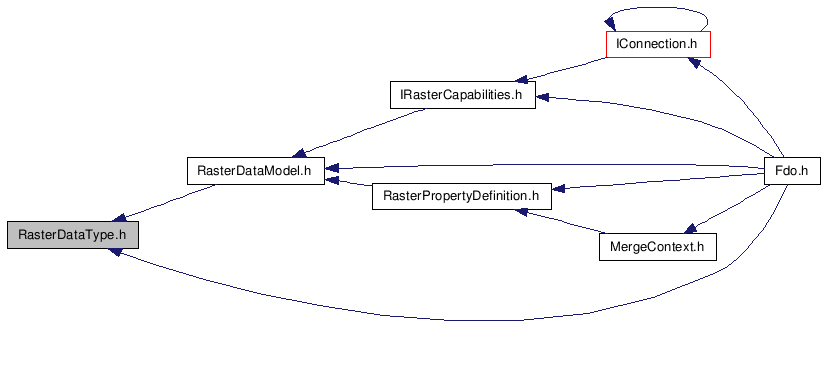 IConnection.h
IRasterCapabilities.h
RasterDataModel.h
Fdo.h
RasterPropertyDefinition.h
RasterDataType.h
MergeContext.h